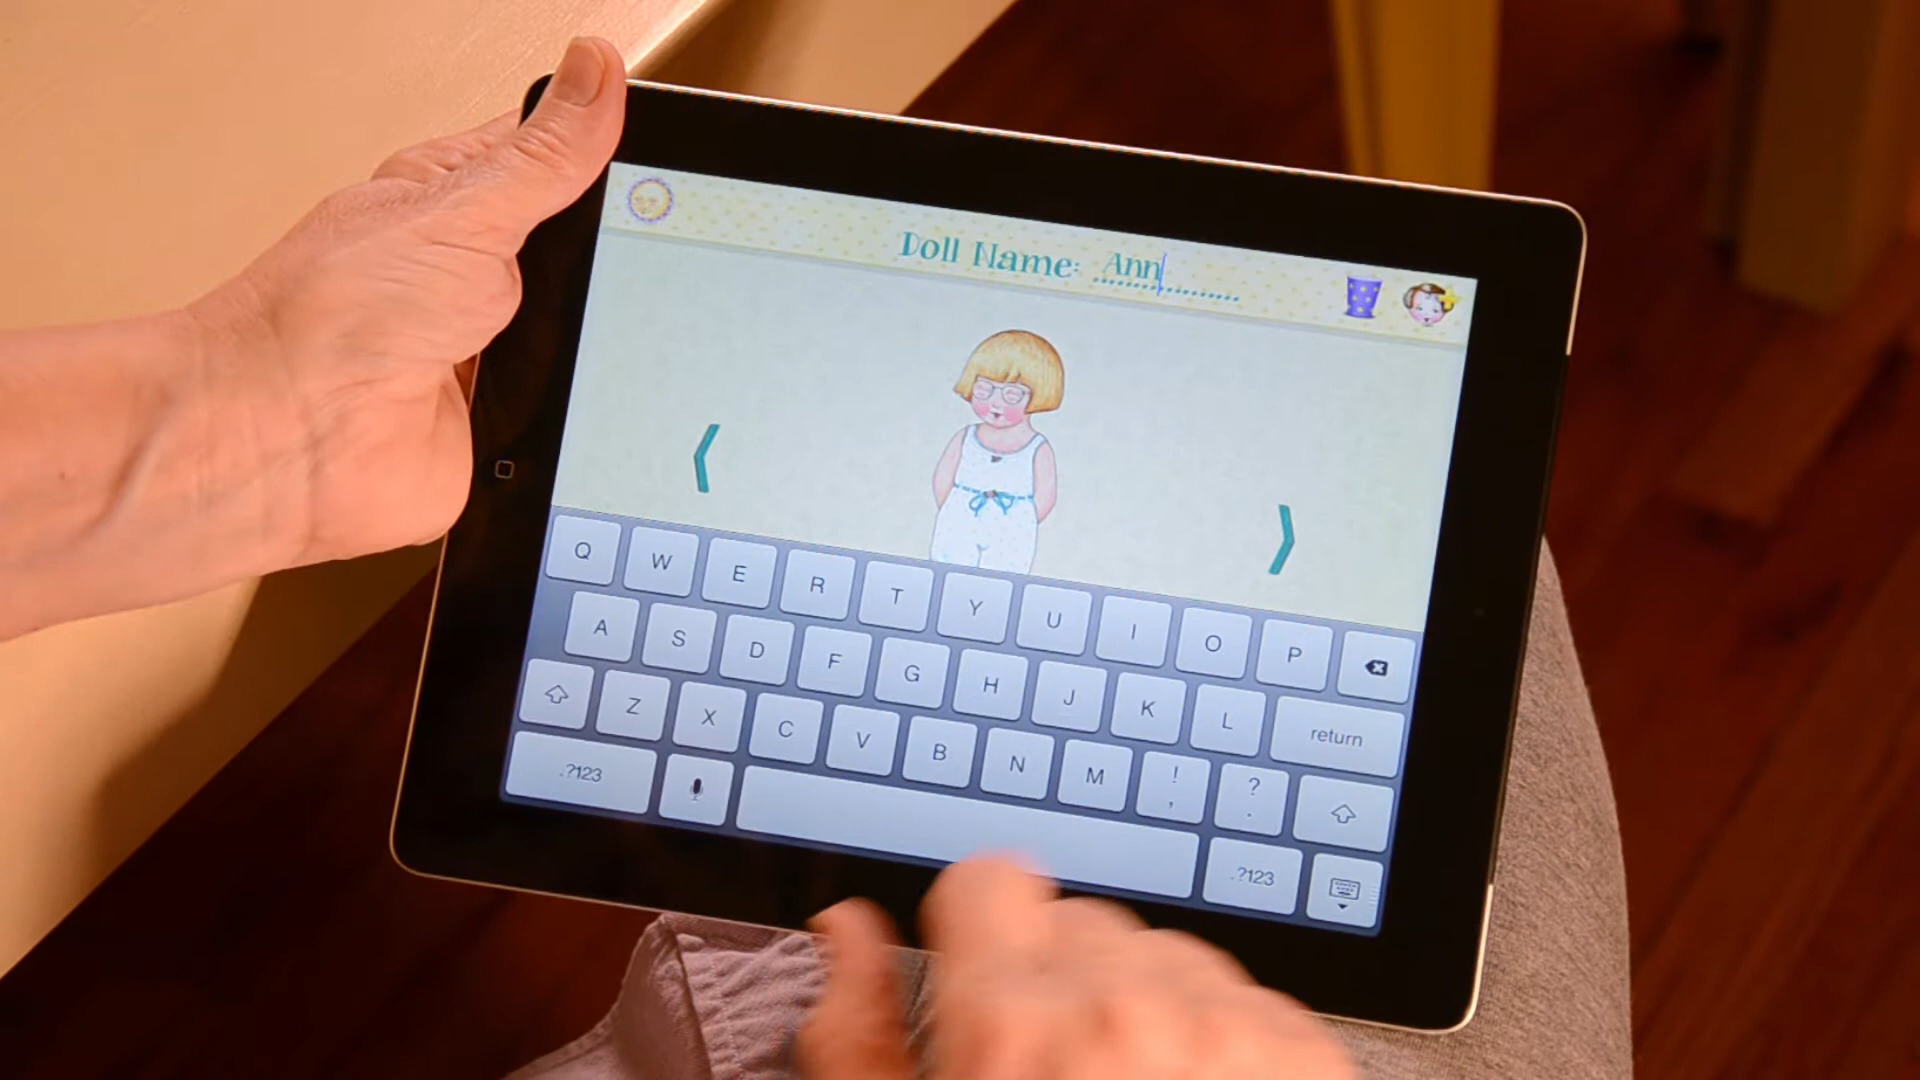 Doll Name: Ann
Q W E R T Y U I O P
A S D F G H J K L return
Z X C V B N M ! , ? .
.?123 .?123